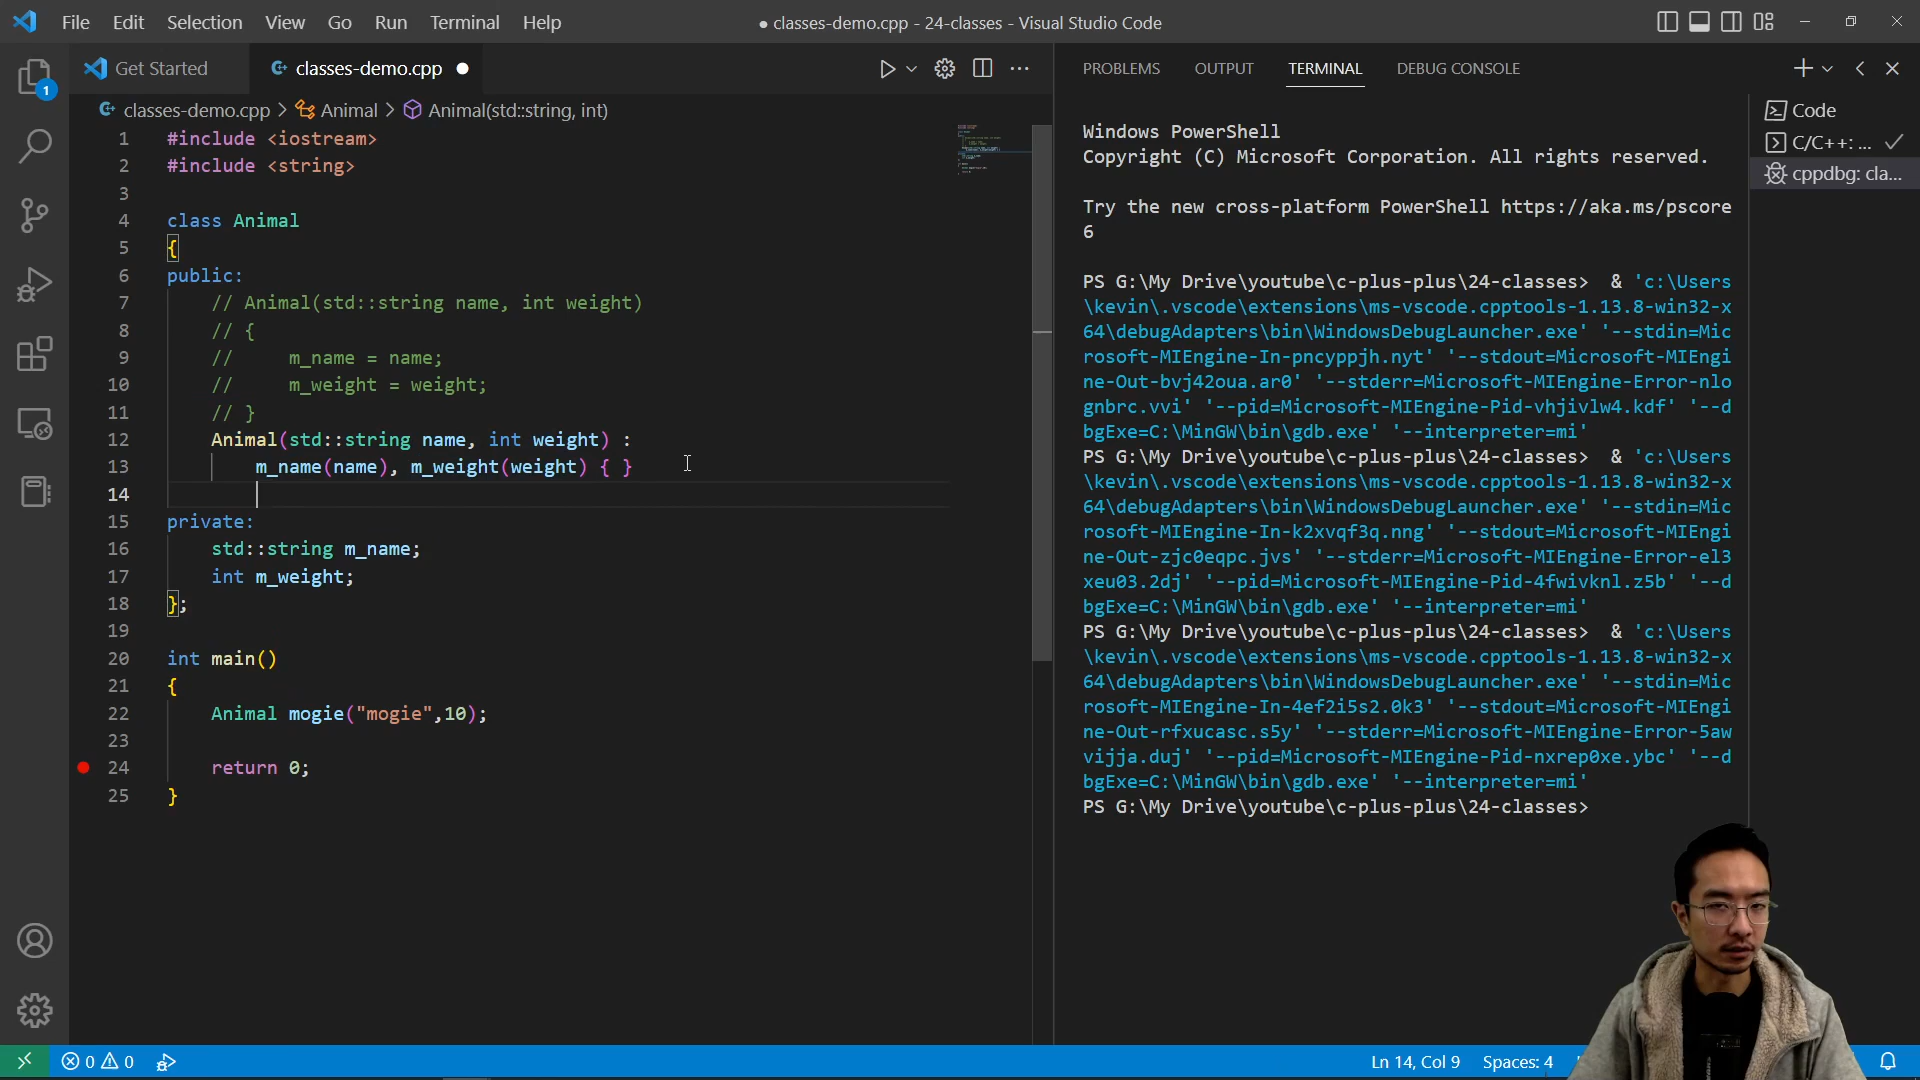 File Edit Selection View Go Run Terminal Help
● classes-demo.cpp - 24-classes - Visual Studio Code
Get Started
classes-demo.cpp
classes-demo.cpp > Animal > Animal(std::string, int)
1 #include <iostream>
2 #include <string>
3
4 class Animal
5 {
6 public:
7 // Animal(std::string name, int weight)
8 // {
9 // m_name = name;
10 // m_weight = weight;
11 // }
12 Animal(std::string name, int weight) :
13 m_name(name), m_weight(weight) { }
14
15 private:
16 std::string m_name;
17 int m_weight;
18 };
19
20 int main()
21 {
22 Animal mogie("mogie",10);
23
24 return 0;
25 }
PROBLEMS OUTPUT TERMINAL DEBUG CONSOLE
Windows PowerShell
Copyright (C) Microsoft Corporation. All rights reserved.
Try the new cross-platform PowerShell https://aka.ms/pscore
6
PS G:\My Drive\youtube\c-plus-plus\24-classes>  & 'c:\Users
\kevin\.vscode\extensions\ms-vscode.cpptools-1.13.8-win32-x
64\debugAdapters\bin\WindowsDebugLauncher.exe' '--stdin=Mic
rosoft-MIEngine-In-pncyppjh.nyt' '--stdout=Microsoft-MIEngi
ne-Out-bvj42oua.ar0' '--stderr=Microsoft-MIEngine-Error-nlo
gnbrc.vvi' '--pid=Microsoft-MIEngine-Pid-vhjivlw4.kdf' '--d
bgExe=C:\MinGW\bin\gdb.exe' '--interpreter=mi'
PS G:\My Drive\youtube\c-plus-plus\24-classes>  & 'c:\Users
\kevin\.vscode\extensions\ms-vscode.cpptools-1.13.8-win32-x
64\debugAdapters\bin\WindowsDebugLauncher.exe' '--stdin=Mic
rosoft-MIEngine-In-k2xvqf3q.nng' '--stdout=Microsoft-MIEngi
ne-Out-zjc0eqpc.jvs' '--stderr=Microsoft-MIEngine-Error-el3
xeu03.2dj' '--pid=Microsoft-MIEngine-Pid-4fwivknl.z5b' '--d
bgExe=C:\MinGW\bin\gdb.exe' '--interpreter=mi'
PS G:\My Drive\youtube\c-plus-plus\24-classes>  & 'c:\Users
\kevin\.vscode\extensions\ms-vscode.cpptools-1.13.8-win32-x
64\debugAdapters\bin\WindowsDebugLauncher.exe' '--stdin=Mic
rosoft-MIEngine-In-4ef2i5s2.0k3' '--stdout=Microsoft-MIEngi
ne-Out-rfxucasc.s5y' '--stderr=Microsoft-MIEngine-Error-5aw
vijja.duj' '--pid=Microsoft-MIEngine-Pid-nxrep0xe.ybc' '--d
bgExe=C:\MinGW\bin\gdb.exe' '--interpreter=mi'
PS G:\My Drive\youtube\c-plus-plus\24-classes>
Code
C/C++: ...
cppdbg: cla...
1
0 0
Ln 14, Col 9 Spaces: 4